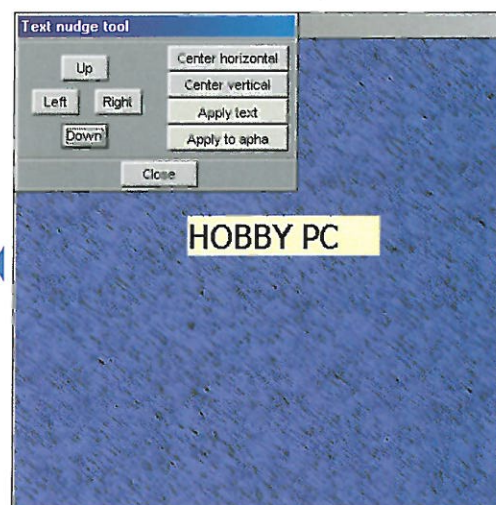 Text nudge tool
Up
Left Right
Down
Center horizontal
Center vertical
Apply text
Apply to apha
Close
HOBBY PC